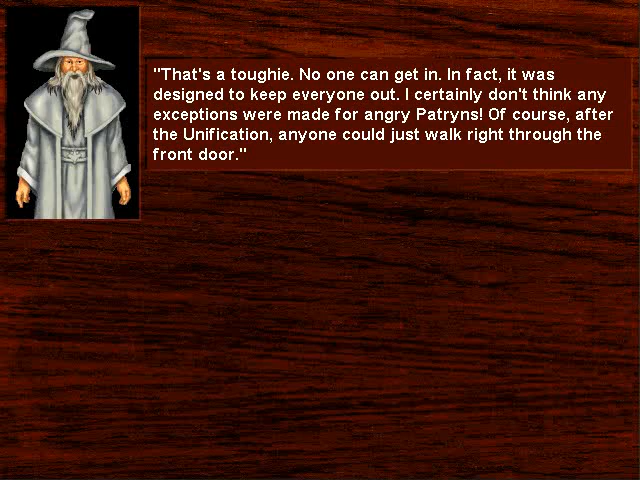 "That's a toughie. No one can get in. In fact, it was
designed to keep everyone out. I certainly don't think any
exceptions were made for angry Patryns! Of course, after
the Unification, anyone could just walk right through the
front door."